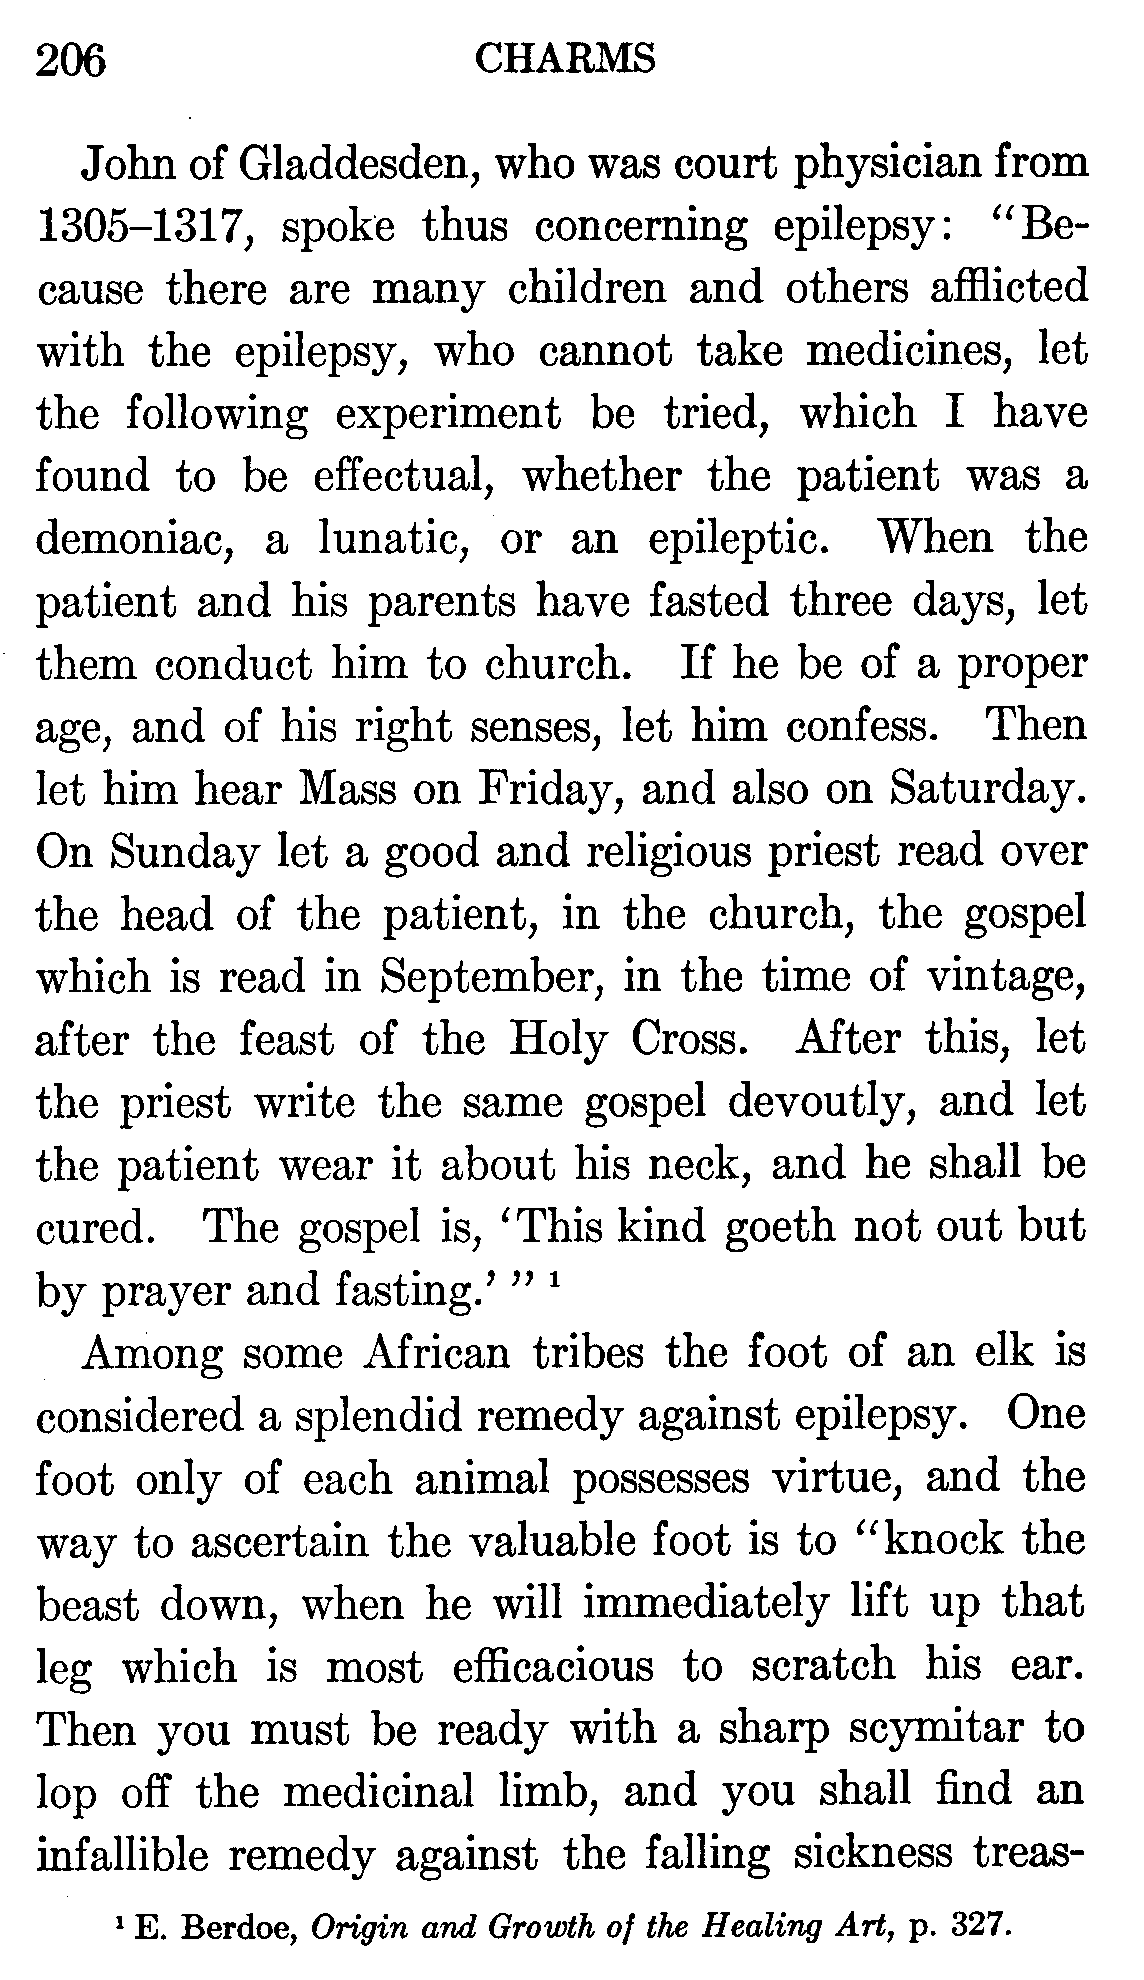 206 CHARMS
John of Gladdesden, who was court physician from
1305–1317, spoke thus concerning epilepsy: "Be-
cause there are many children and others afflicted
with the epilepsy, who cannot take medicines, let
the following experiment be tried, which I have
found to be effectual, whether the patient was a
demoniac, a lunatic, or an epileptic. When the
patient and his parents have fasted three days, let
them conduct him to church. If he be of a proper
age, and of his right senses, let him confess. Then
let him hear Mass on Friday, and also on Saturday.
On Sunday let a good and religious priest read over
the head of the patient, in the church, the gospel
which is read in September, in the time of vintage,
after the feast of the Holy Cross. After this, let
the priest write the same gospel devoutly, and let
the patient wear it about his neck, and he shall be
cured. The gospel is, 'This kind goeth not out but
by prayer and fasting.' " ¹
Among some African tribes the foot of an elk is
considered a splendid remedy against epilepsy. One
foot only of each animal possesses virtue, and the
way to ascertain the valuable foot is to "knock the
beast down, when he will immediately lift up that
leg which is most efficacious to scratch his ear.
Then you must be ready with a sharp scymitar to
lop off the medicinal limb, and you shall find an
infallible remedy against the falling sickness treas-
¹ E. Berdoe, Origin and Growth of the Healing Art, p. 327.